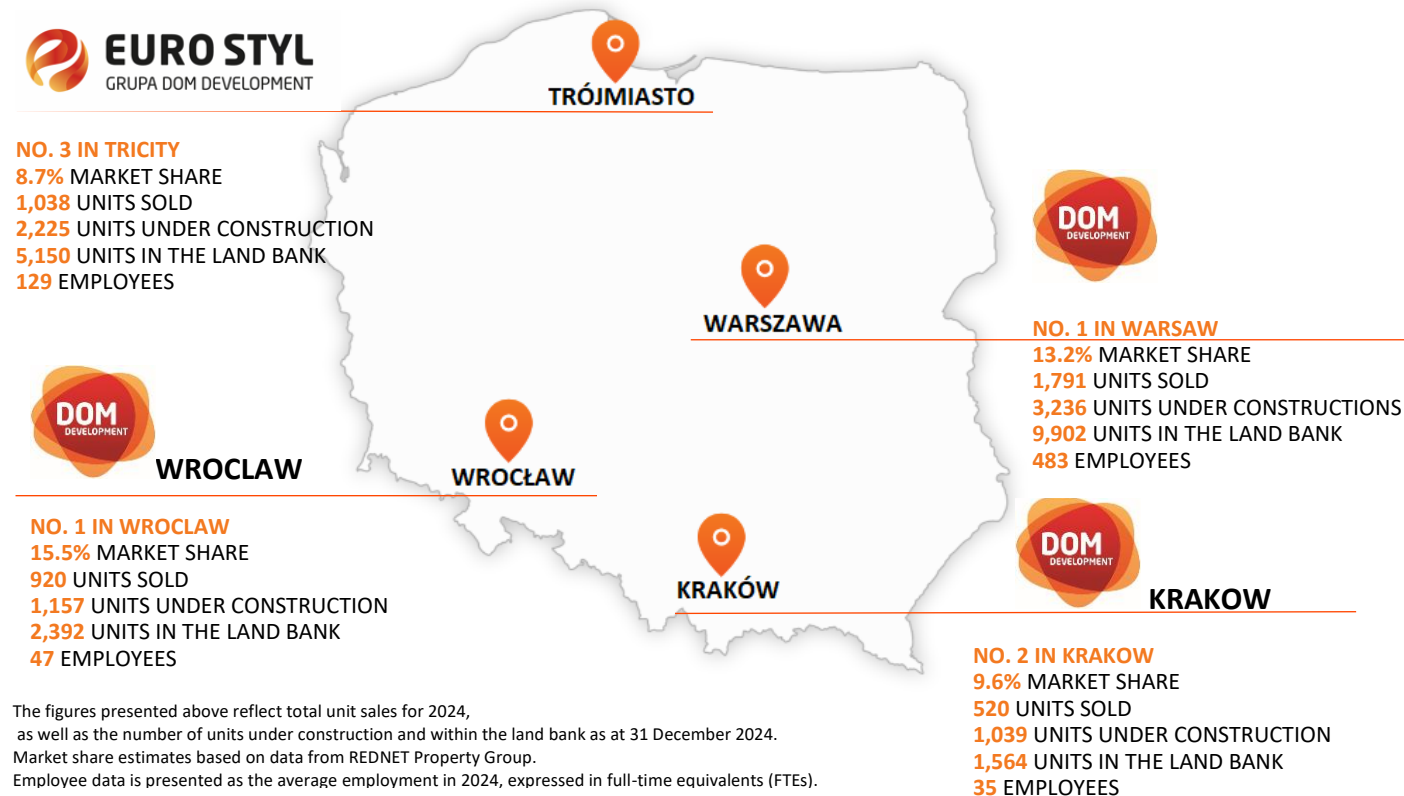 EURO STYL
GRUPA DOM DEVELOPMENT
TRÓJMIASTO
NO. 3 IN TRICITY
8.7% MARKET SHARE
1,038 UNITS SOLD
2,225 UNITS UNDER CONSTRUCTION
5,150 UNITS IN THE LAND BANK
129 EMPLOYEES
DOM
DEVELOPMENT
WARSZAWA
NO. 1 IN WARSAW
13.2% MARKET SHARE
1,791 UNITS SOLD
3,236 UNITS UNDER CONSTRUCTIONS
9,902 UNITS IN THE LAND BANK
483 EMPLOYEES
DOM
DEVELOPMENT
WROCLAW
WROCŁAW
NO. 1 IN WROCLAW
15.5% MARKET SHARE
920 UNITS SOLD
1,157 UNITS UNDER CONSTRUCTION
2,392 UNITS IN THE LAND BANK
47 EMPLOYEES
KRAKÓW
DOM
DEVELOPMENT
KRAKOW
NO. 2 IN KRAKOW
9.6% MARKET SHARE
520 UNITS SOLD
1,039 UNITS UNDER CONSTRUCTION
1,564 UNITS IN THE LAND BANK
35 EMPLOYEES
The figures presented above reflect total unit sales for 2024,
as well as the number of units under construction and within the land bank as at 31 December 2024.
Market share estimates based on data from REDNET Property Group.
Employee data is presented as the average employment in 2024, expressed in full-time equivalents (FTEs).